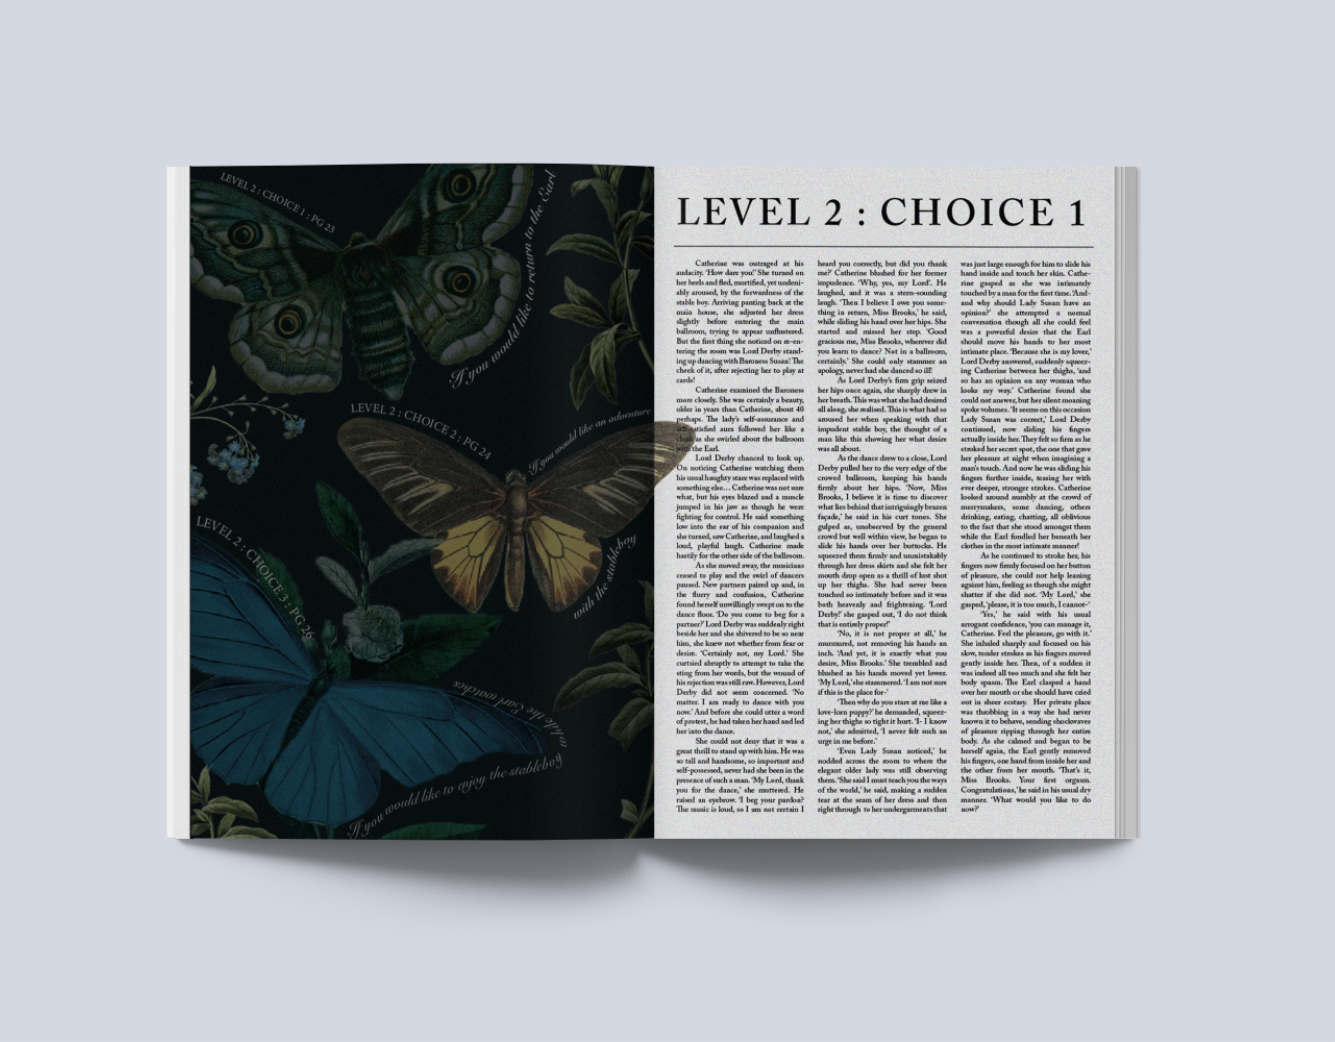 LEVEL 2 : CHOICE 1 : PG 23
If you would like to return to the Earl
LEVEL 2 : CHOICE 2 : PG 24
If you would like an adventure
with the stableboy
LEVEL 2 : CHOICE 3 : PG 26
If you would like to enjoy the stableboy
while the Earl watches
LEVEL 2 : CHOICE 1
Catherine was outraged at his
audacity. 'How dare you!' She turned on
her heels and fled, mortified, yet undeni-
ably aroused, by the forwardness of the
stable boy. Arriving panting back at the
main house, she adjusted her dress
slightly before entering the main
ballroom, trying to appear unflustered.
But the first thing she noticed on re-en-
tering the room was Lord Derby stand-
ing up dancing with Baroness Susan! The
cheek of it, after rejecting her to play at
cards!
Catherine examined the Baroness
more closely. She was certainly a beauty,
older in years than Catherine, about 40
perhaps. The lady's self-assurance and
self-satisfied aura followed her like a
cloak as she swirled about the ballroom
with the Earl.
Lord Derby chanced to look up.
On noticing Catherine watching them
his usual haughty stare was replaced with
something else… Catherine was not sure
what, but his eyes blazed and a muscle
jumped in his jaw as though he were
fighting for control. He said something
low into the ear of his companion and
she turned, saw Catherine, and laughed a
loud, playful laugh. Catherine made
hastily for the other side of the ballroom.
As she moved away, the musicians
ceased to play and the swirl of dancers
paused. New partners paired up and, in
the flurry and confusion, Catherine
found herself unwillingly swept on to the
dance floor. 'Do you come to beg for a
partner?' Lord Derby was suddenly right
beside her and she shivered to be so near
him, she knew not whether from fear or
desire. 'Certainly not, my Lord.' She
curtsied abruptly to attempt to take the
sting from her words, but the wound of
his rejection was still raw. However, Lord
Derby did not seem concerned. 'No
matter. I am ready to dance with you
now.' And before she could utter a word
of protest, he had taken her hand and led
her into the dance.
She could not deny that it was a
great thrill to stand up with him. He was
so tall and handsome, so important and
self-possessed, never had she been in the
presence of such a man. 'My Lord, thank
you for the dance,' she muttered. He
raised an eyebrow. 'I beg your pardon?
The music is loud, so I am not certain I
heard you correctly, but did you thank
me?' Catherine blushed for her former
impudence. 'Why, yes, my Lord'. He
laughed, and it was a stern-sounding
laugh. 'Then I believe I owe you some-
thing in return, Miss Brooks,' he said,
while sliding his hand over her hips. She
started and missed her step. 'Good
gracious me, Miss Brooks, wherever did
you learn to dance? Not in a ballroom,
certainly.' She could only stammer an
apology, never had she danced so ill!
As Lord Derby's firm grip seized
her hips once again, she sharply drew in
her breath. This was what she had desired
all along, she realised. This is what had so
aroused her when speaking with that
impudent stable boy, the thought of a
man like this showing her what desire
was all about.
As the dance drew to a close, Lord
Derby pulled her to the very edge of the
crowded ballroom, keeping his hands
firmly about her hips. 'Now, Miss
Brooks, I believe it is time to discover
what lies behind that intriguingly brazen
façade,' he said in his curt tones. She
gulped as, unobserved by the general
crowd but well within view, he began to
slide his hands over her buttocks. He
squeezed them firmly and unmistakably
through her dress skirts and she felt her
mouth drop open as a thrill of lust shot
up her thighs. She had never been
touched so intimately before and it was
both heavenly and frightening. 'Lord
Derby!' she gasped out, 'I do not think
that is entirely proper!'
'No, it is not proper at all,' he
murmured, not removing his hands an
inch. 'And yet, it is exactly what you
desire, Miss Brooks.' She trembled and
blushed as his hands moved yet lower.
'My Lord,' she stammered. 'I am not sure
if this is the place for-'
'Then why do you stare at me like a
love-lorn puppy?' he demanded, squeez-
ing her thighs so tight it hurt. 'I- I know
not,' she admitted, 'I never felt such an
urge in me before.'
'Even Lady Susan noticed,' he
nodded across the room to where the
elegant older lady was still observing
them. 'She said I must teach you the ways
of the world,' he said, making a sudden
tear at the seam of her dress and then
right through to her undergarments that
was just large enough for him to slide his
hand inside and touch her skin. Cathe-
rine gasped as she was intimately
touched by a man for the first time. 'And-
and why should Lady Susan have an
opinion?' she attempted a normal
conversation though all she could feel
was a powerful desire that the Earl
should move his hands to her most
intimate place. 'Because she is my lover,'
Lord Derby answered, suddenly squeez-
ing Catherine between her thighs, 'and
so has an opinion on any woman who
looks my way.' Catherine found she
could not answer, but her silent moaning
spoke volumes. 'It seems on this occasion
Lady Susan was correct,' Lord Derby
continued, now sliding his fingers
actually inside her. They felt so firm as he
stroked her secret spot, the one that gave
her pleasure at night when imagining a
man's touch. And now he was sliding his
fingers further inside, teasing her with
ever deeper, stronger strokes. Catherine
looked around numbly at the crowd of
merrymakers, some dancing, others
drinking, eating, chatting, all oblivious
to the fact that she stood amongst them
while the Earl fondled her beneath her
clothes in the most intimate manner!
As he continued to stroke her, his
fingers now firmly focused on her button
of pleasure, she could not help leaning
against him, feeling as though she might
shatter if she did not. 'My Lord,' she
gasped, 'please, it is too much, I cannot-'
'Yes,' he said with his usual
arrogant confidence, 'you can manage it,
Catherine. Feel the pleasure, go with it.'
She inhaled sharply and focused on his
slow, tender strokes as his fingers moved
gently inside her. Then, of a sudden it
was indeed all too much and she felt her
body spasm. The Earl clasped a hand
over her mouth or she should have cried
out in sheer ecstasy. Her private place
was throbbing in a way she had never
known it to behave, sending shockwaves
of pleasure ripping through her entire
body. As she calmed and began to be
herself again, the Earl gently removed
his fingers, one hand from inside her and
the other from her mouth. 'That's it,
Miss Brooks. Your first orgasm.
Congratulations,' he said in his usual dry
manner. 'What would you like to do
now?'